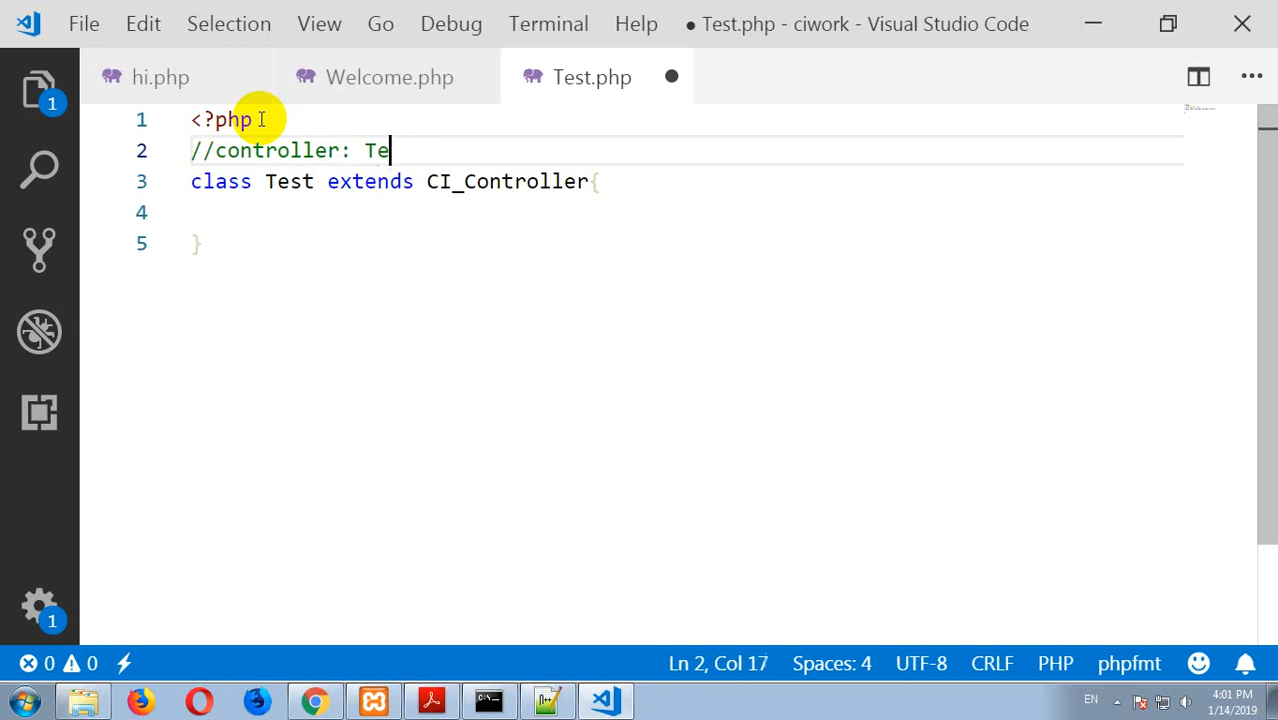 File Edit Selection View Go Debug Terminal Help ● Test.php - ciwork - Visual Studio Code
hi.php Welcome.php Test.php
1 <?php
2 //controller: Te
3 class Test extends CI_Controller{
4
5 }
1
1
0 0 Ln 2, Col 17 Spaces: 4 UTF-8 CRLF PHP phpfmt
EN 4:01 PM
1/14/2019